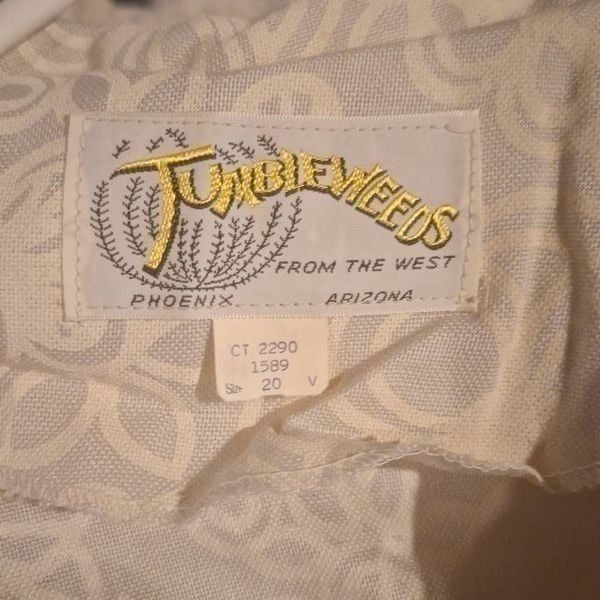 TUMBLEWEEDS
FROM THE WEST
PHOENIX ARIZONA
CT 2290
1589
Size 20 V